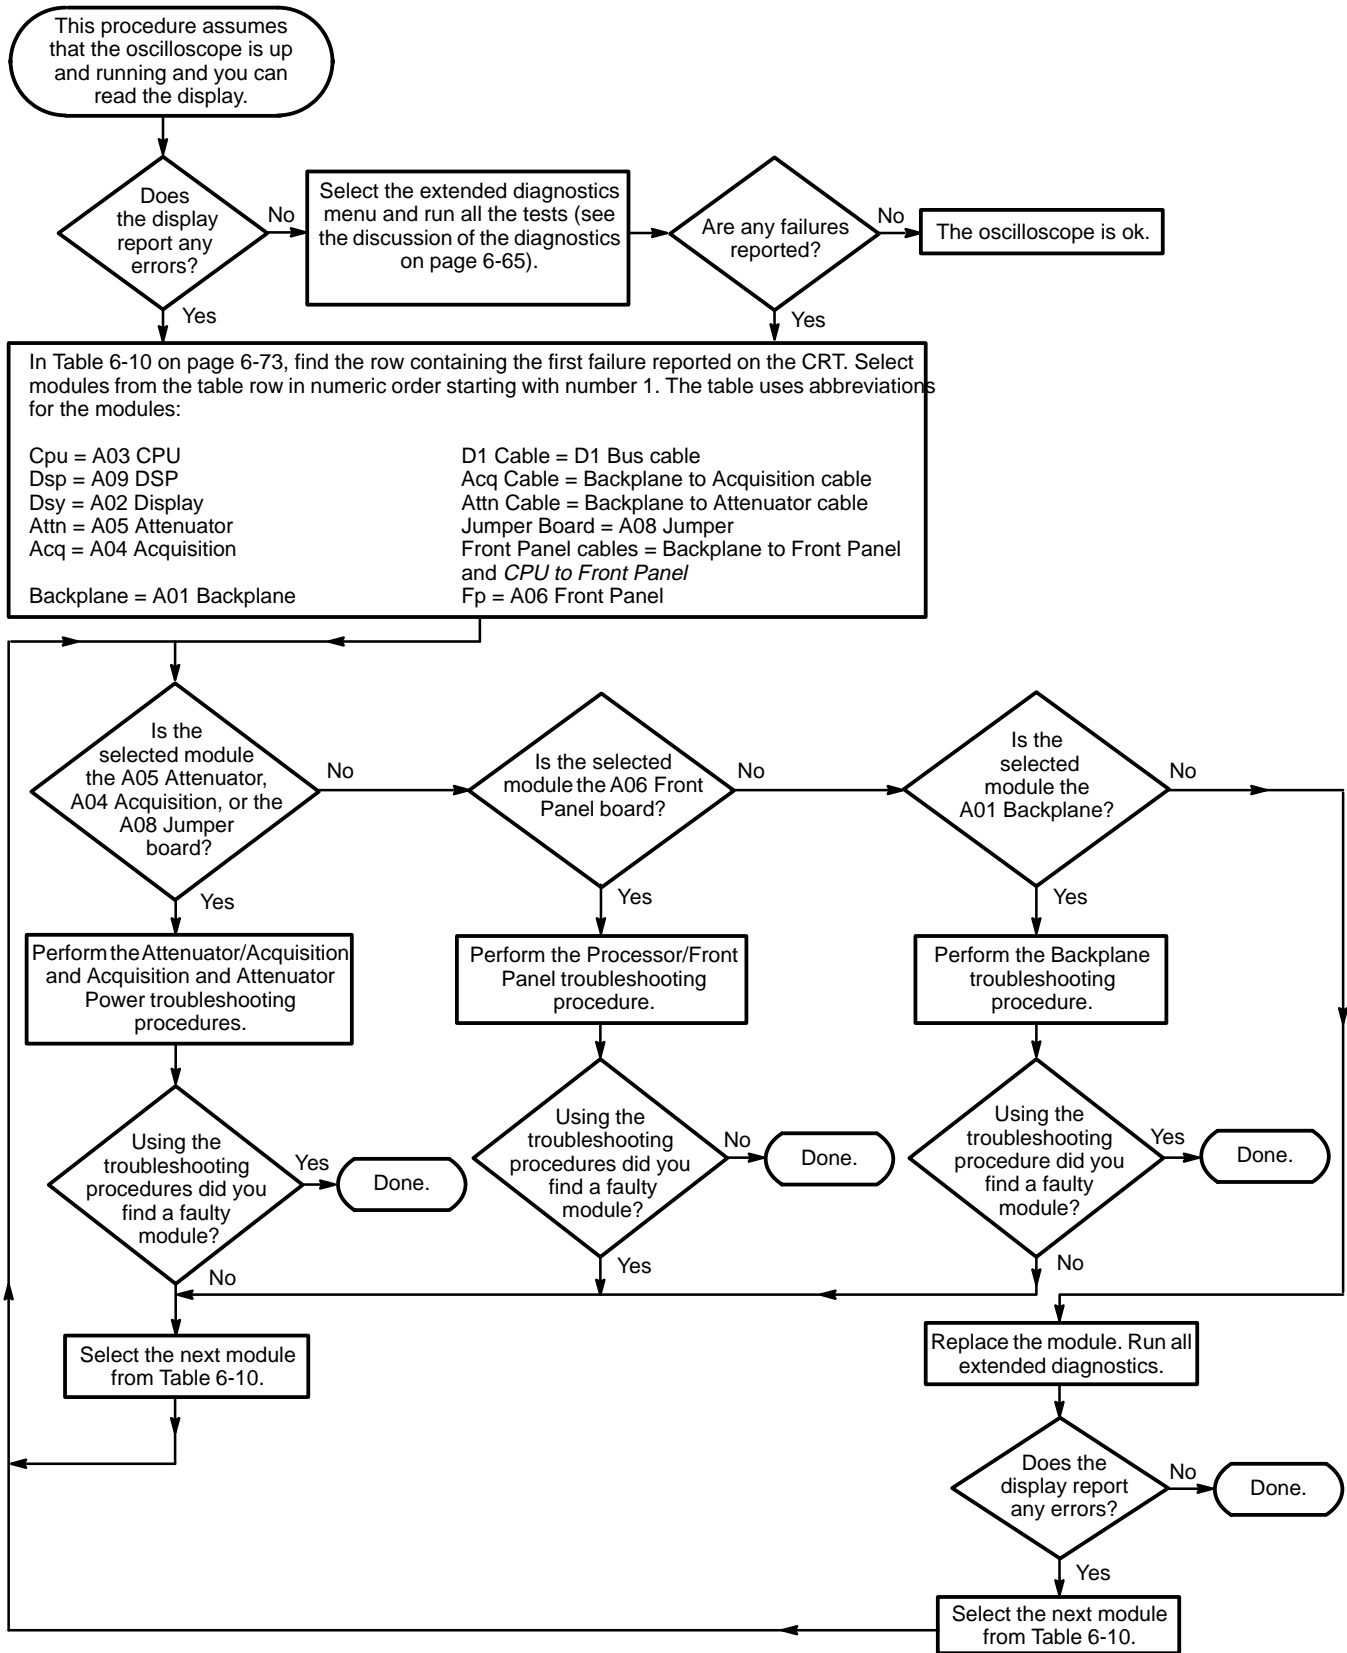 This procedure assumes
that the oscilloscope is up
and running and you can
read the display.
Does
the display
report any
errors?
No
Yes
Select the extended diagnostics
menu and run all the tests (see
the discussion of the diagnostics
on page 6-65).
Are any failures
reported?
No
Yes
The oscilloscope is ok.
In Table 6-10 on page 6-73, find the row containing the first failure reported on the CRT. Select
modules from the table row in numeric order starting with number 1. The table uses abbreviations
for the modules:
Cpu = A03 CPU
Dsp = A09 DSP
Dsy = A02 Display
Attn = A05 Attenuator
Acq = A04 Acquisition
Backplane = A01 Backplane
D1 Cable = D1 Bus cable
Acq Cable = Backplane to Acquisition cable
Attn Cable = Backplane to Attenuator cable
Jumper Board = A08 Jumper
Front Panel cables = Backplane to Front Panel
and CPU to Front Panel
Fp = A06 Front Panel
Is the
selected module
the A05 Attenuator,
A04 Acquisition, or the
A08 Jumper
board?
No
Yes
Is the selected
module the A06 Front
Panel board?
No
Yes
Is the
selected
module the
A01 Backplane?
No
Yes
Perform the Attenuator/Acquisition
and Acquisition and Attenuator
Power troubleshooting
procedures.
Perform the Processor/Front
Panel troubleshooting
procedure.
Perform the Backplane
troubleshooting
procedure.
Using the
troubleshooting
procedures did you
find a faulty
module?
Yes
Done.
No
Using the
troubleshooting
procedures did you
find a faulty
module?
No
Done.
Yes
Using the
troubleshooting
procedure did you
find a faulty
module?
Yes
Done.
No
Select the next module
from Table 6-10.
Replace the module. Run all
extended diagnostics.
Does the
display report
any errors?
No
Done.
Yes
Select the next module
from Table 6-10.